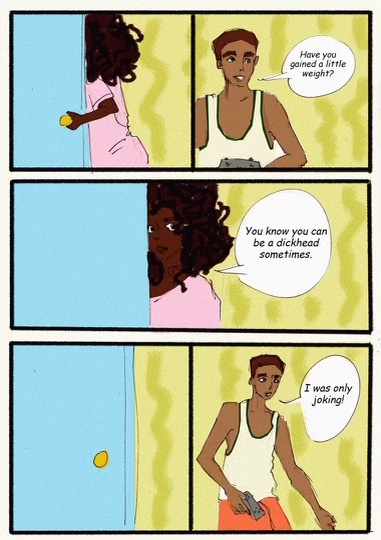 Have you
gained a little
weight?
You know you can
be a dickhead
sometimes.
I was only
joking!